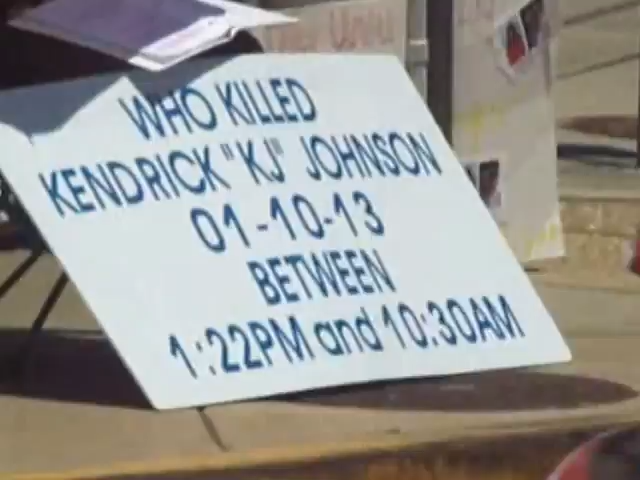 WHO KILLED
KENDRICK "KJ" JOHNSON
01-10-13
BETWEEN
1:22PM and 10:30AM